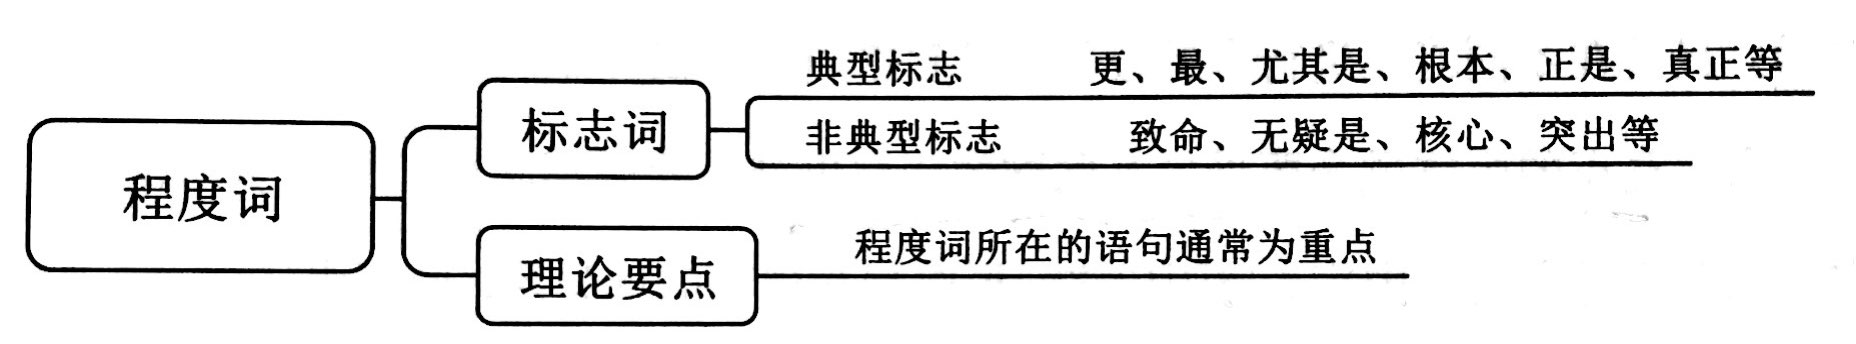 典型标志 更、最、尤其是、根本、正是、真正等
标志词
非典型标志 致命、无疑是、核心、突出等
程度词
程度词所在的语句通常为重点
理论要点